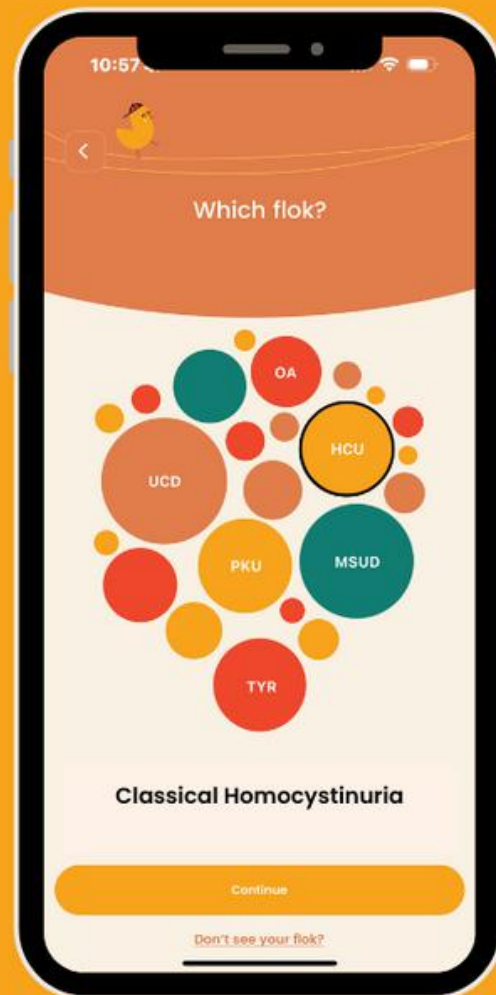 10:57
Which flok?
OA
HCU
UCD
PKU
MSUD
TYR
Classical Homocystinuria
Continue
Don't see your flok?